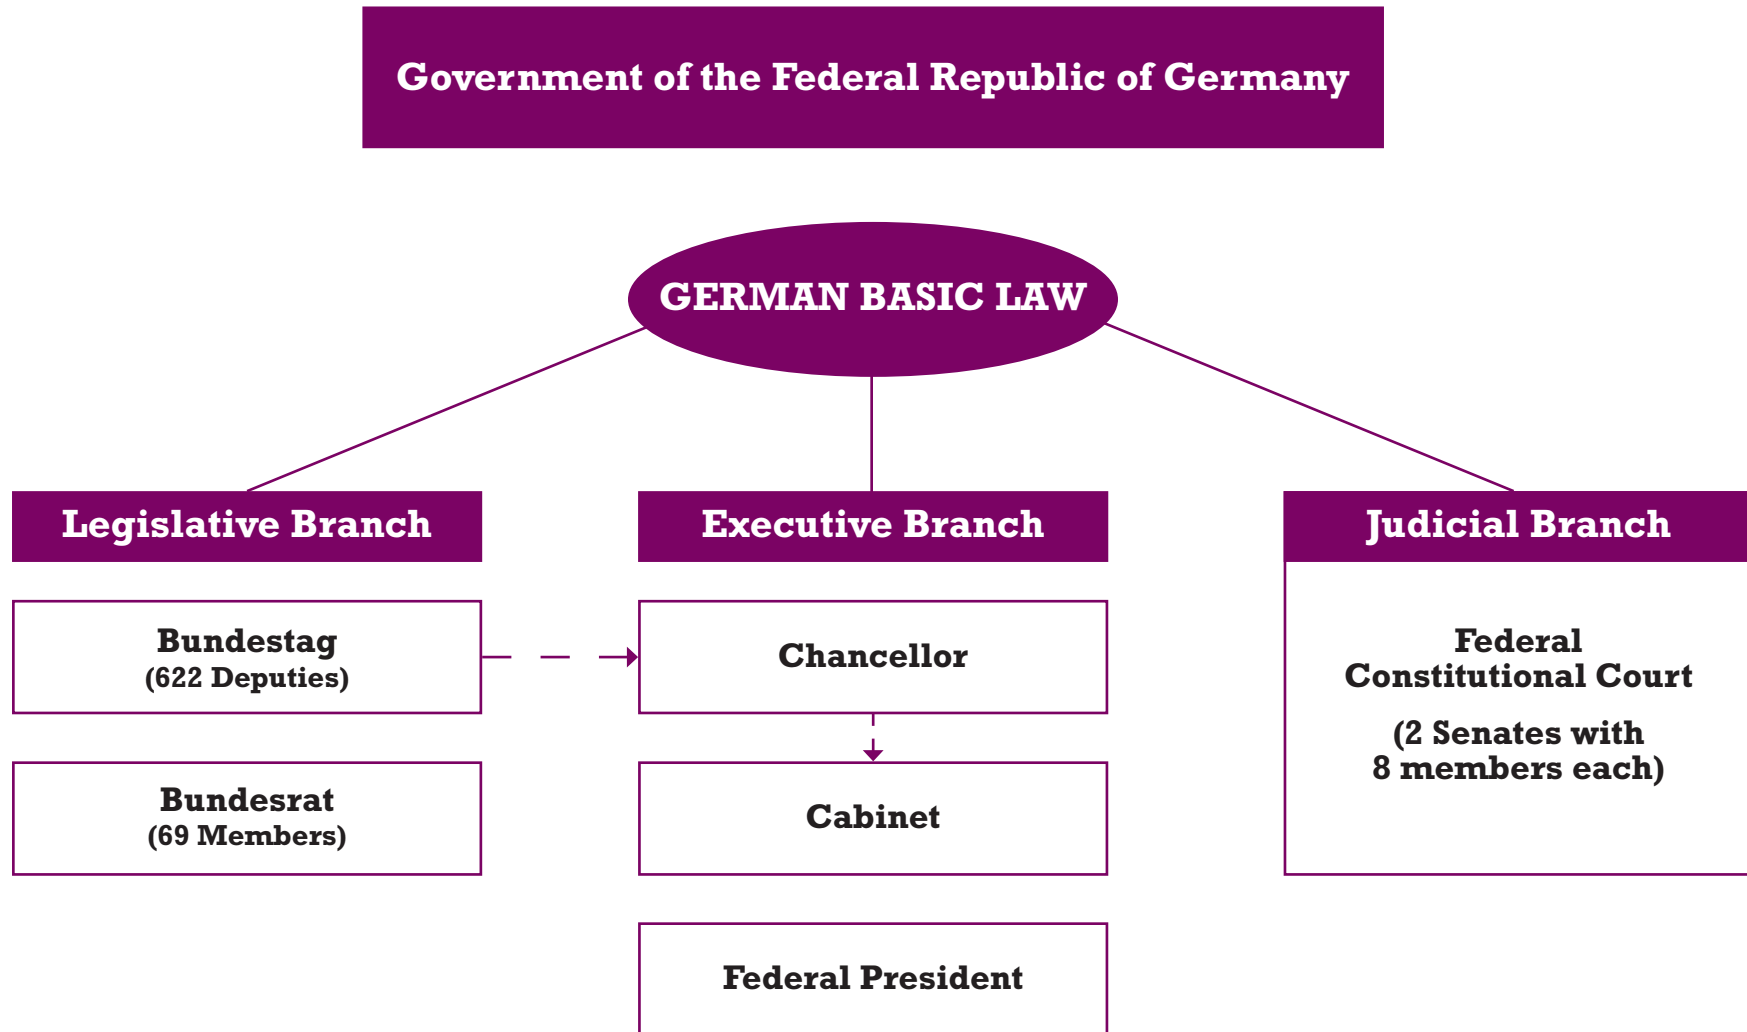 Government of the Federal Republic of Germany
GERMAN BASIC LAW
Legislative Branch
Executive Branch
Judicial Branch
Bundestag
(622 Deputies)
Chancellor
Federal
Constitutional Court
(2 Senates with
8 members each)
Bundesrat
(69 Members)
Cabinet
Federal President